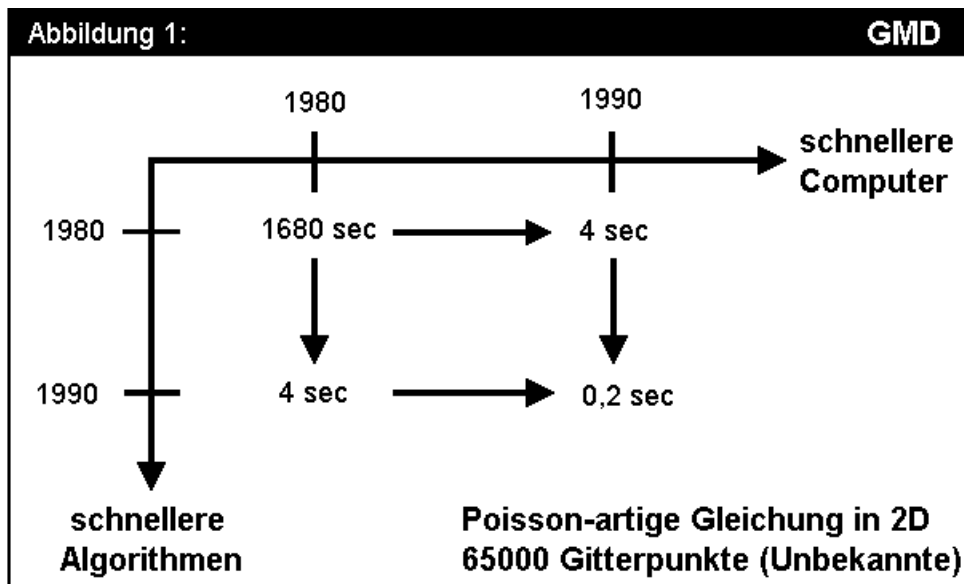 Abbildung 1: GMD
1980 1990
schnellere
Computer
1980 1680 sec 4 sec
1990 4 sec 0,2 sec
schnellere
Algorithmen
Poisson-artige Gleichung in 2D
65000 Gitterpunkte (Unbekannte)